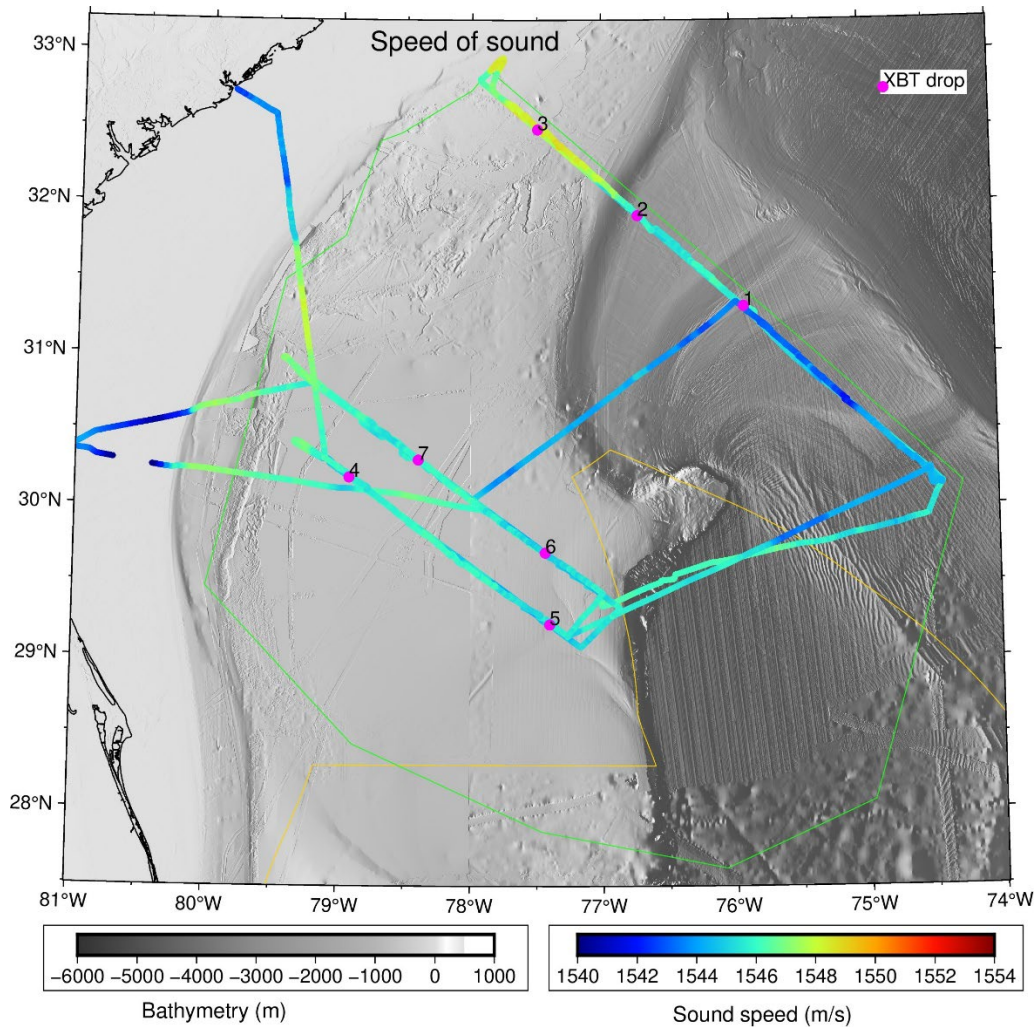 33°N
Speed of sound
XBT drop
3
32°N
2
1
31°N
7
4
30°N
6
5
29°N
28°N
81°W 80°W 79°W 78°W 77°W 76°W 75°W 74°W
−6000 −5000 −4000 −3000 −2000 −1000 0 1000
Bathymetry (m)
1540 1542 1544 1546 1548 1550 1552 1554
Sound speed (m/s)